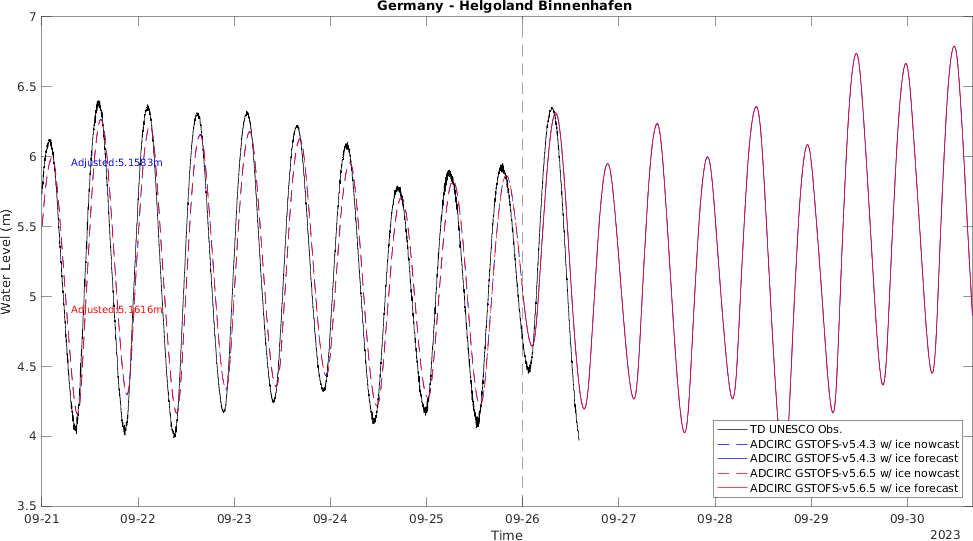 Germany - Helgoland Binnenhafen
Water Level (m)
7
6.5
6
5.5
5
4.5
4
3.5
Adjusted:5.1583m
Adjusted:5.1616m
TD UNESCO Obs.
ADCIRC GSTOFS-v5.4.3 w/ ice nowcast
ADCIRC GSTOFS-v5.4.3 w/ ice forecast
ADCIRC GSTOFS-v5.6.5 w/ ice nowcast
ADCIRC GSTOFS-v5.6.5 w/ ice forecast
09-21 09-22 09-23 09-24 09-25 09-26 09-27 09-28 09-29 09-30
Time
2023